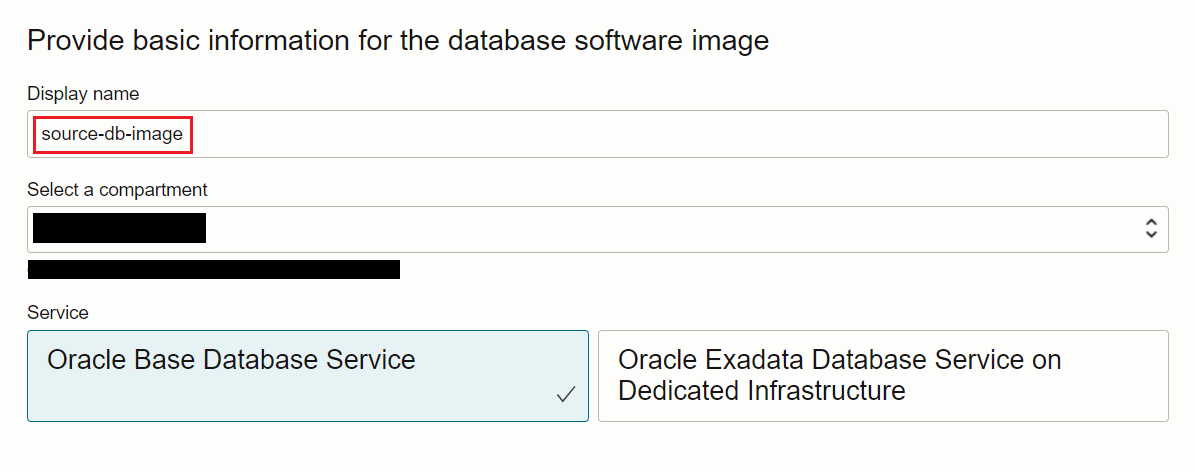 Provide basic information for the database software image
Display name
source-db-image
Select a compartment
Service
Oracle Base Database Service
Oracle Exadata Database Service on
Dedicated Infrastructure